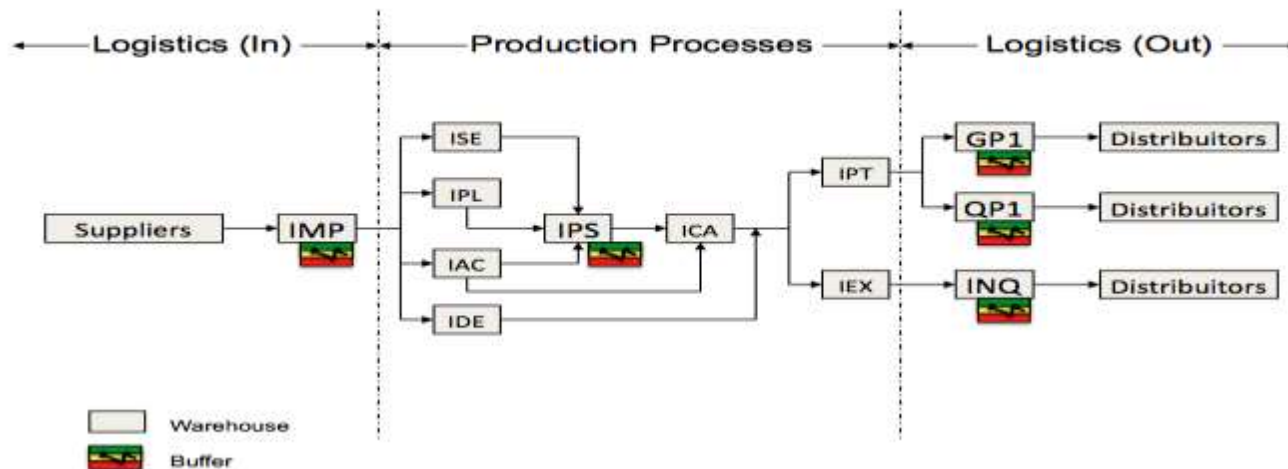 Logistics (In)
Production Processes
Logistics (Out)
ISE
GP1
Distribuitors
IPT
IPL
QP1
Distribuitors
Suppliers
IMP
IPS
ICA
IAC
IEX
INQ
Distribuitors
IDE
Warehouse
Buffer